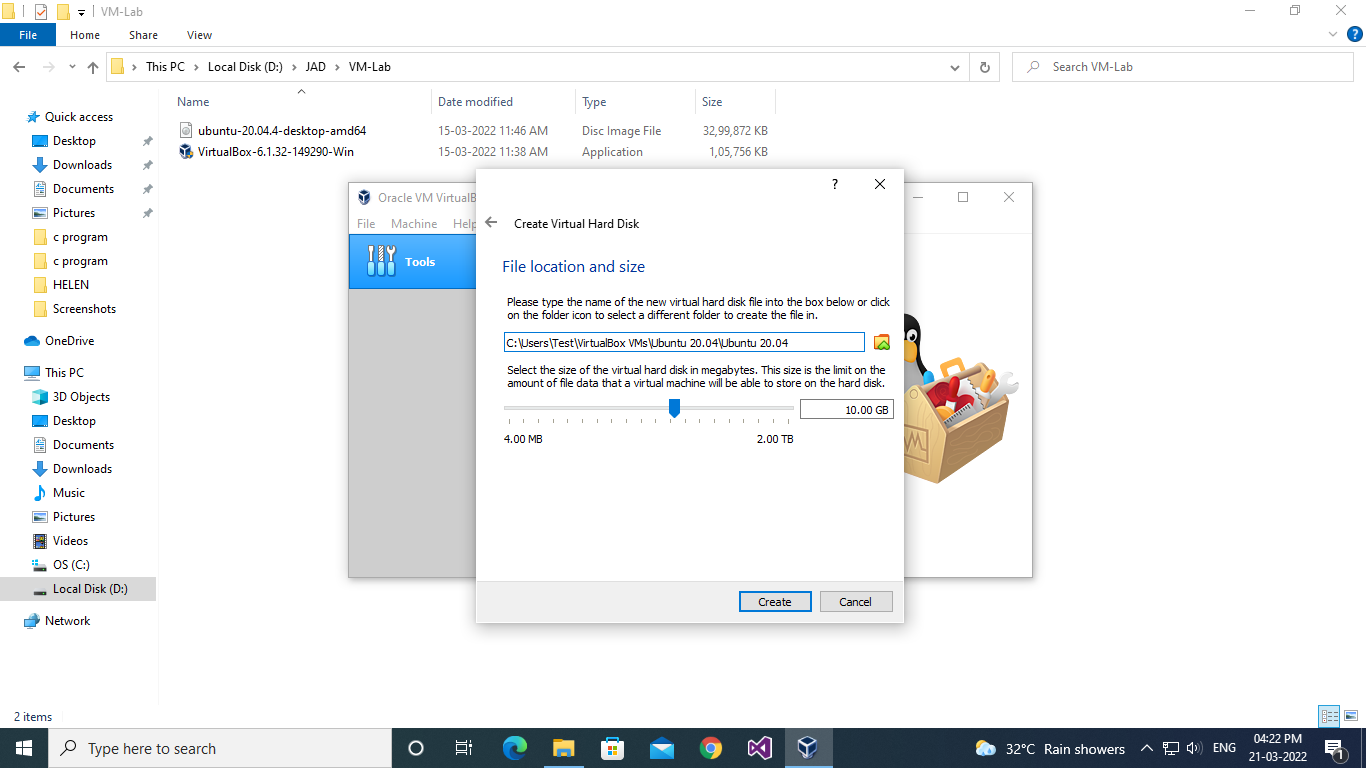 VM-Lab
File Home Share View
This PC Local Disk (D:) JAD VM-Lab
Search VM-Lab
Name Date modified Type Size
ubuntu-20.04.4-desktop-amd64 15-03-2022 11:46 AM Disc Image File 32,99,872 KB
VirtualBox-6.1.32-149290-Win 15-03-2022 11:38 AM Application 1,05,756 KB
Quick access
Desktop
Downloads
Documents
Pictures
c program
c program
HELEN
Screenshots
OneDrive
This PC
3D Objects
Desktop
Documents
Downloads
Music
Pictures
Videos
OS (C:)
Local Disk (D:)
Network
Oracle VM VirtualB
File Machine Help
Tools
?
Create Virtual Hard Disk
File location and size
Please type the name of the new virtual hard disk file into the box below or click
on the folder icon to select a different folder to create the file in.
C:\Users\Test\VirtualBox VMs\Ubuntu 20.04\Ubuntu 20.04
Select the size of the virtual hard disk in megabytes. This size is the limit on the
amount of file data that a virtual machine will be able to store on the hard disk.
10.00 GB
4.00 MB 2.00 TB
Create Cancel
2 items
Type here to search
32°C Rain showers
ENG
04:22 PM
21-03-2022
1